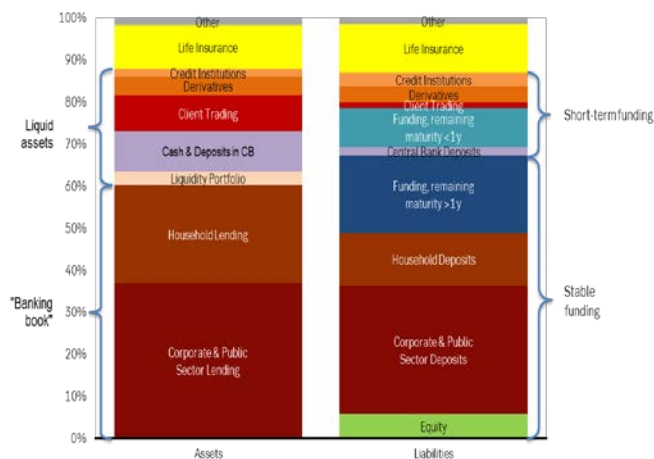 100%
90%
80%
70%
60%
50%
40%
30%
20%
10%
0%
Liquid
assets
"Banking
book"
Other
Life Insurance
Credit Institutions
Derivatives
Client Trading
Cash & Deposits in CB
Liquidity Portfolio
Household Lending
Corporate & Public
Sector Lending
Assets
Other
Life Insurance
Credit Institutions
Derivatives
Client Trading
Funding, remaining
maturity <1y
Central Bank Deposits
Funding, remaining
maturity >1y
Household Deposits
Corporate & Public
Sector Deposits
Equity
Liabilities
Short-term funding
Stable
funding